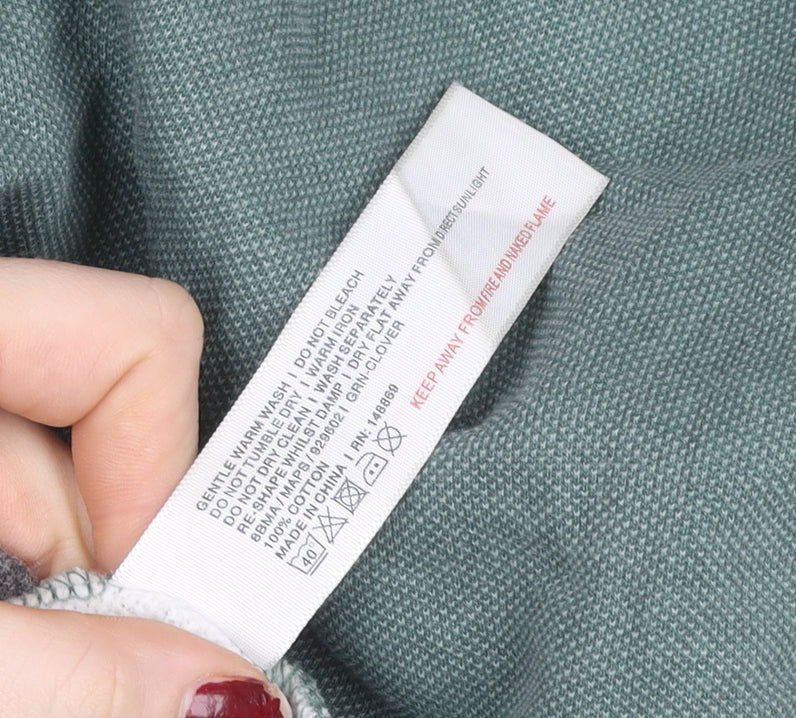 GENTLE WARM WASH | DO NOT BLEACH
DO NOT TUMBLE DRY | WARM IRON
DO NOT DRY CLEAN | WASH SEPARATELY
RE-SHAPE WHILST DAMP | DRY FLAT AWAY FROM DIRECT SUNLIGHT
8BMA / MAPS / 929602 | GRN-CLOVER
100% COTTON
MADE IN CHINA | RN: 148869
40°
KEEP AWAY FROM FIRE AND NAKED FLAME